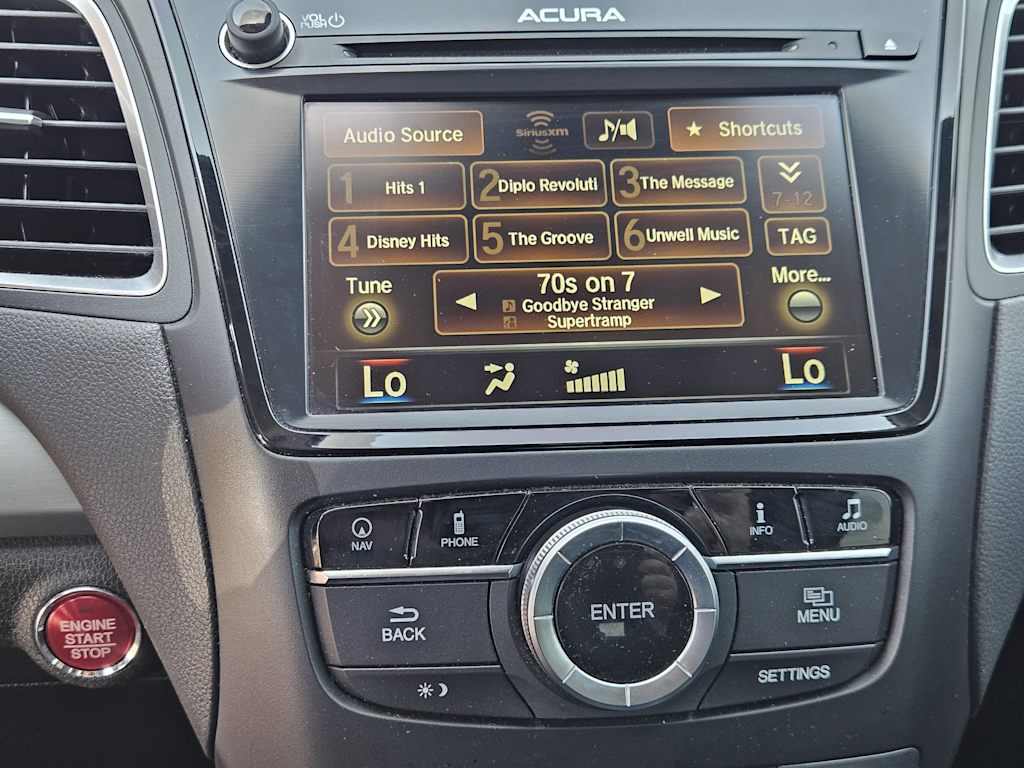 VOL
PUSH
ACURA
Audio Source
SiriusXM
★ Shortcuts
1 Hits 1
2 Diplo Revoluti
3 The Message
7-12
4 Disney Hits
5 The Groove
6 Unwell Music
TAG
Tune
70s on 7
Goodbye Stranger
Supertramp
More...
Lo
Lo
NAV
PHONE
INFO
AUDIO
BACK
ENTER
MENU
SETTINGS
ENGINE
START
STOP